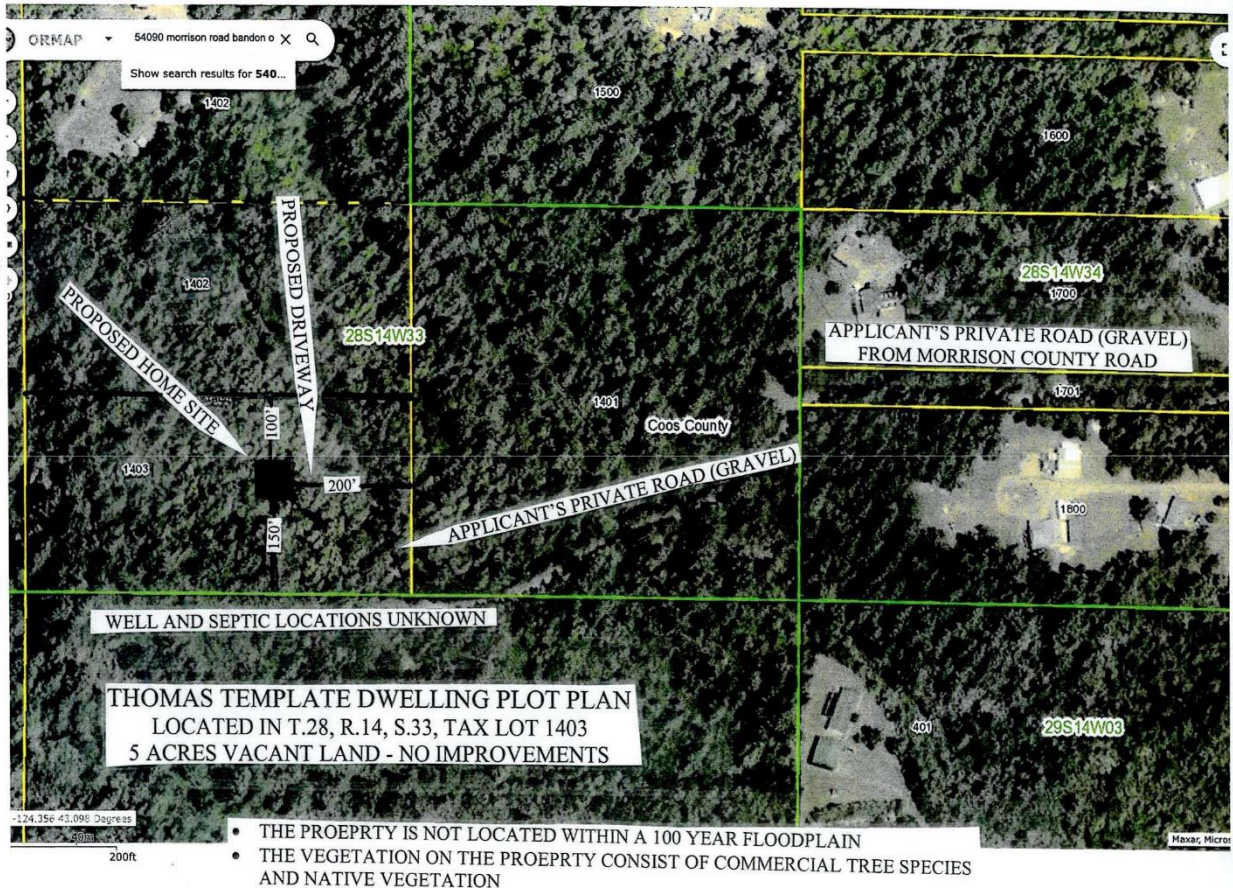 ORMAP
54090 morrison road bandon o
Show search results for 540...
1402
1500
1600
1402
PROPOSED DRIVEWAY
PROPOSED HOME SITE
28S14W33
28S14W34
1700
APPLICANT'S PRIVATE ROAD (GRAVEL)
FROM MORRISON COUNTY ROAD
1701
1401
Coos County
100'
1403
200'
150'
APPLICANT'S PRIVATE ROAD (GRAVEL)
1800
WELL AND SEPTIC LOCATIONS UNKNOWN
THOMAS TEMPLATE DWELLING PLOT PLAN
LOCATED IN T.28, R.14, S.33, TAX LOT 1403
5 ACRES VACANT LAND - NO IMPROVEMENTS
401
29S14W03
-124.356 43.098 Degrees
40m
200ft
Maxar, Micros
• THE PROEPRTY IS NOT LOCATED WITHIN A 100 YEAR FLOODPLAIN
• THE VEGETATION ON THE PROEPRTY CONSIST OF COMMERCIAL TREE SPECIES
AND NATIVE VEGETATION